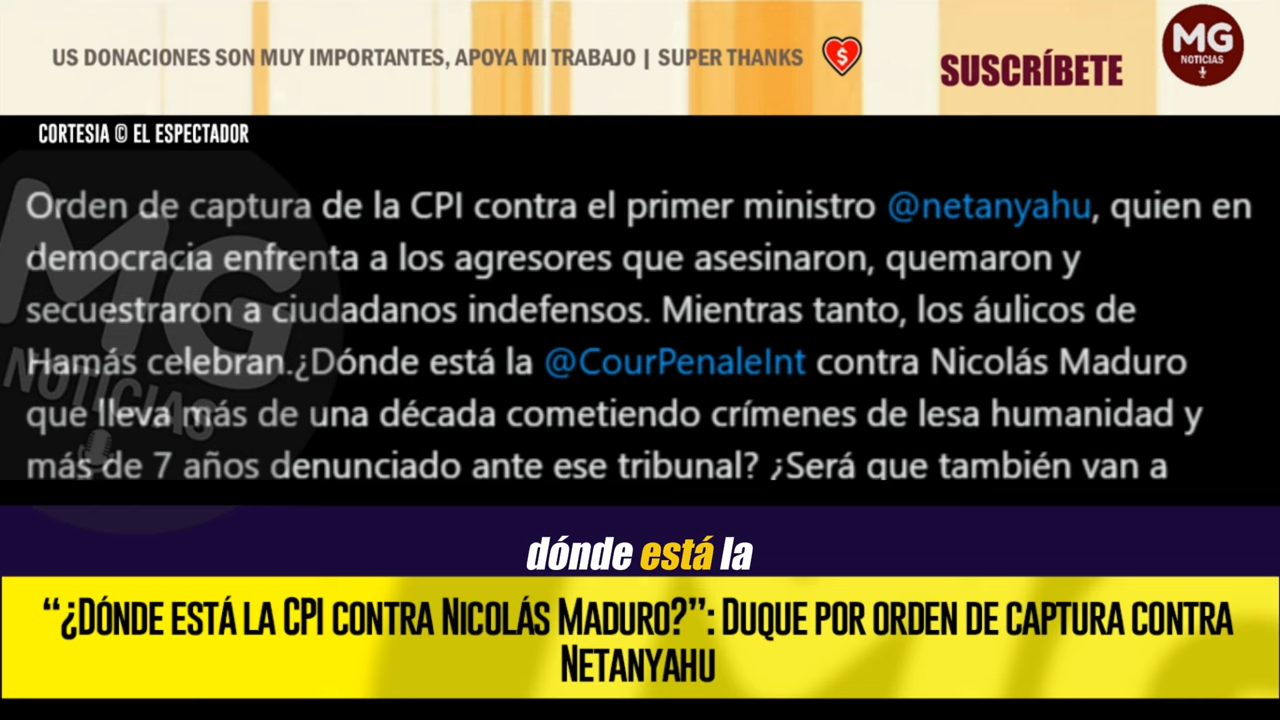 US DONACIONES SON MUY IMPORTANTES, APOYA MI TRABAJO | SUPER THANKS
SUSCRÍBETE
MG
NOTICIAS
CORTESIA © EL ESPECTADOR
Orden de captura de la CPI contra el primer ministro @netanyahu, quien en
democracia enfrenta a los agresores que asesinaron, quemaron y
secuestraron a ciudadanos indefensos. Mientras tanto, los áulicos de
Hamás celebran.¿Dónde está la @CourPenaleInt contra Nicolás Maduro
que lleva más de una década cometiendo crímenes de lesa humanidad y
más de 7 años denunciado ante ese tribunal? ¿Será que también van a
MG
NOTICIAS
dónde está la
“¿DÓNDE ESTÁ LA CPI CONTRA NICOLÁS MADURO?”: DUQUE POR ORDEN DE CAPTURA CONTRA
NETANYAHU